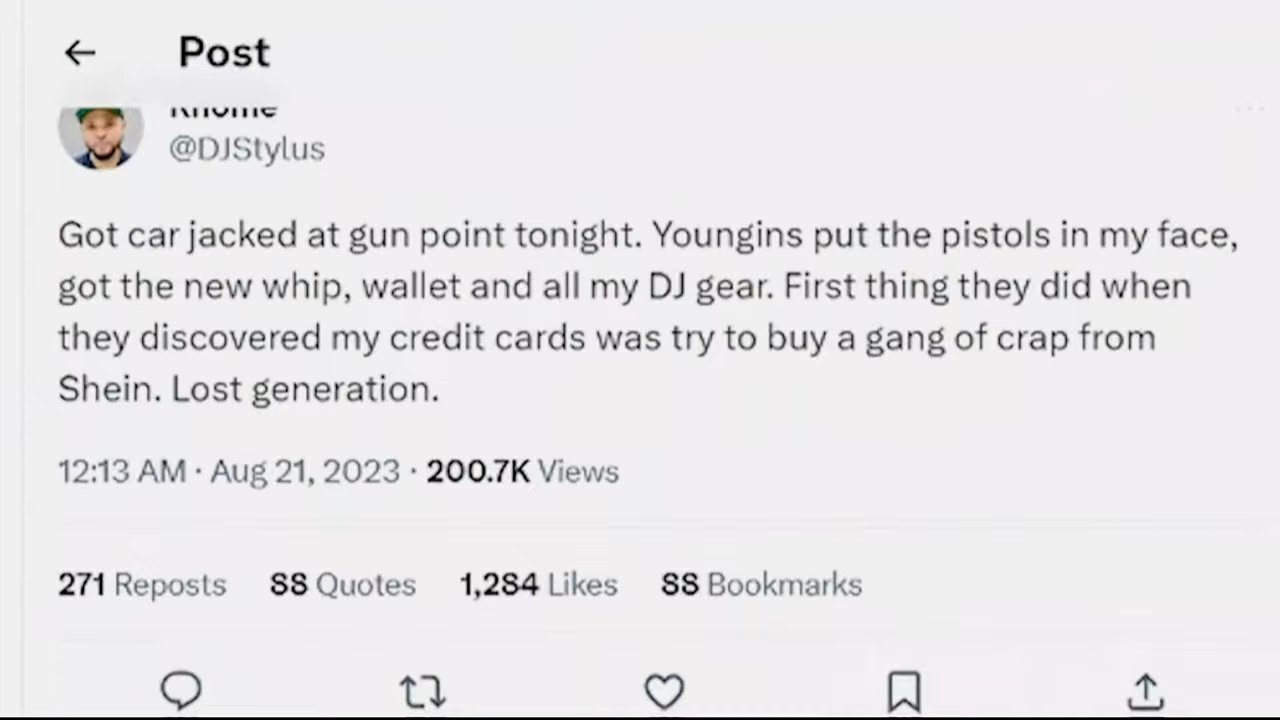 Post
@DJStylus
Got car jacked at gun point tonight. Youngins put the pistols in my face,
got the new whip, wallet and all my DJ gear. First thing they did when
they discovered my credit cards was try to buy a gang of crap from
Shein. Lost generation.
12:13 AM · Aug 21, 2023 · 200.7K Views
271 Reposts 88 Quotes 1,284 Likes 88 Bookmarks